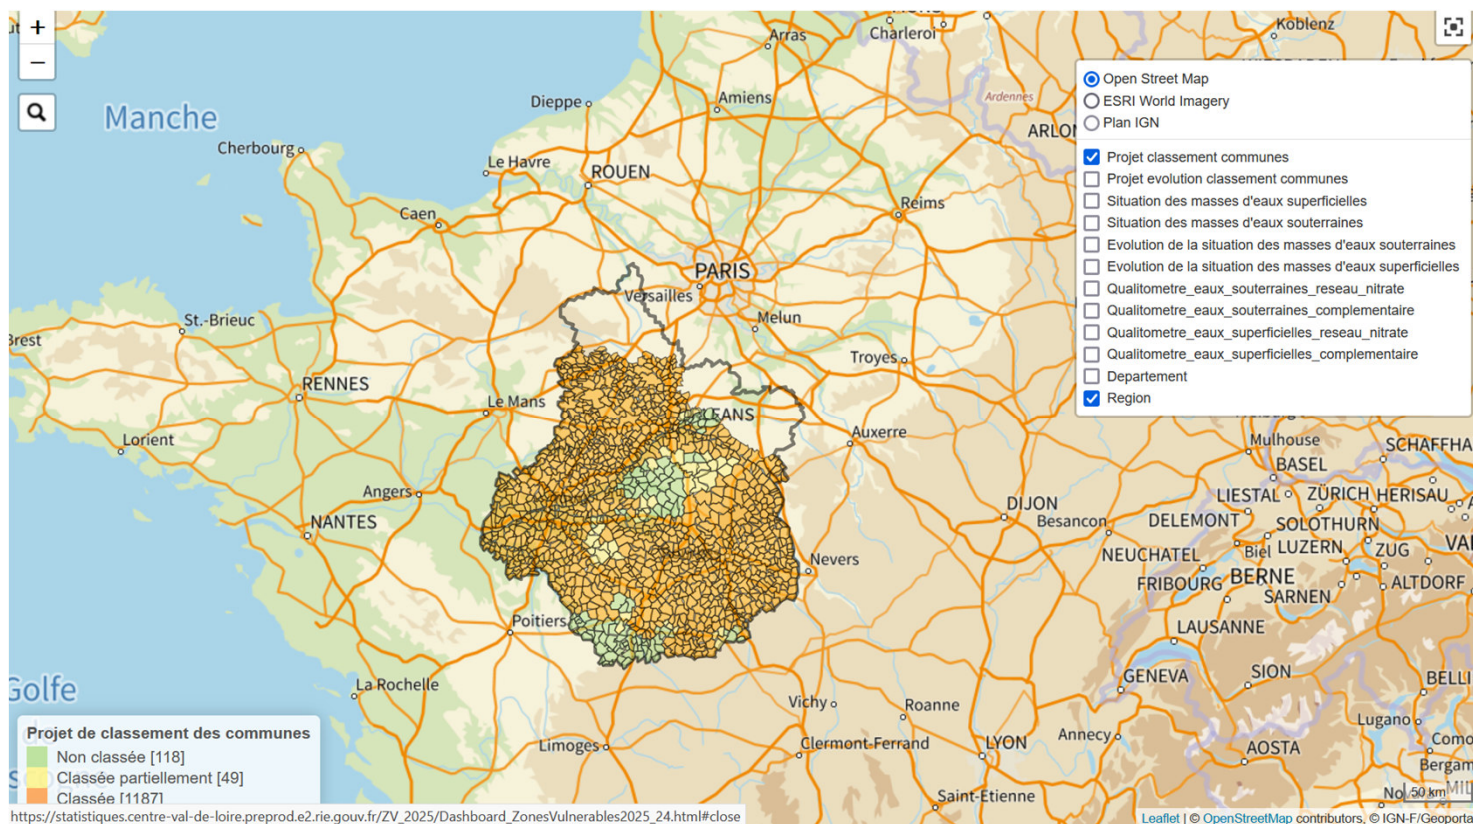 +
−
Arras
Charleroi
Koblenz
Dieppe
Amiens
Ardennes
Manche
Cherbourg
Le Havre
ROUEN
Caen
Reims
PARIS
Versailles
Melun
St.-Brieuc
Brest
Troyes
RENNES
Le Mans
Lorient
Auxerre
Angers
NANTES
Nevers
DIJON
Besancon
Poitiers
La Rochelle
Vichy
Roanne
Limoges
Clermont-Ferrand
LYON
Annecy
Saint-Etienne
Mulhouse
SCHAFFHA
BASEL
LIESTAL
ZÜRICH
HERISAU
DELEMONT
SOLOTHURN
NEUCHATEL
Biel
LUZERN
ZUG
FRIBOURG
BERNE
SARNEN
ALTDORF
LAUSANNE
GENEVA
SION
BELLI
Lugano
AOSTA
Como
Bergam
Golfe
Open Street Map
ESRI World Imagery
Plan IGN
Projet classement communes
Projet evolution classement communes
Situation des masses d'eaux superficielles
Situation des masses d'eaux souterraines
Evolution de la situation des masses d'eaux souterraines
Evolution de la situation des masses d'eaux superficielles
Qualitometre_eaux_souterraines_reseau_nitrate
Qualitometre_eaux_souterraines_complementaire
Qualitometre_eaux_superficielles_reseau_nitrate
Qualitometre_eaux_superficielles_complementaire
Departement
Region
Projet de classement des communes
Non classée [118]
Classée partiellement [49]
Classée [1187]
50 km
https://statistiques.centre-val-de-loire.preprod.e2.rie.gouv.fr/ZV_2025/Dashboard_ZonesVulnerables2025_24.html#close
Leaflet | © OpenStreetMap contributors, © IGN-F/Geoporta